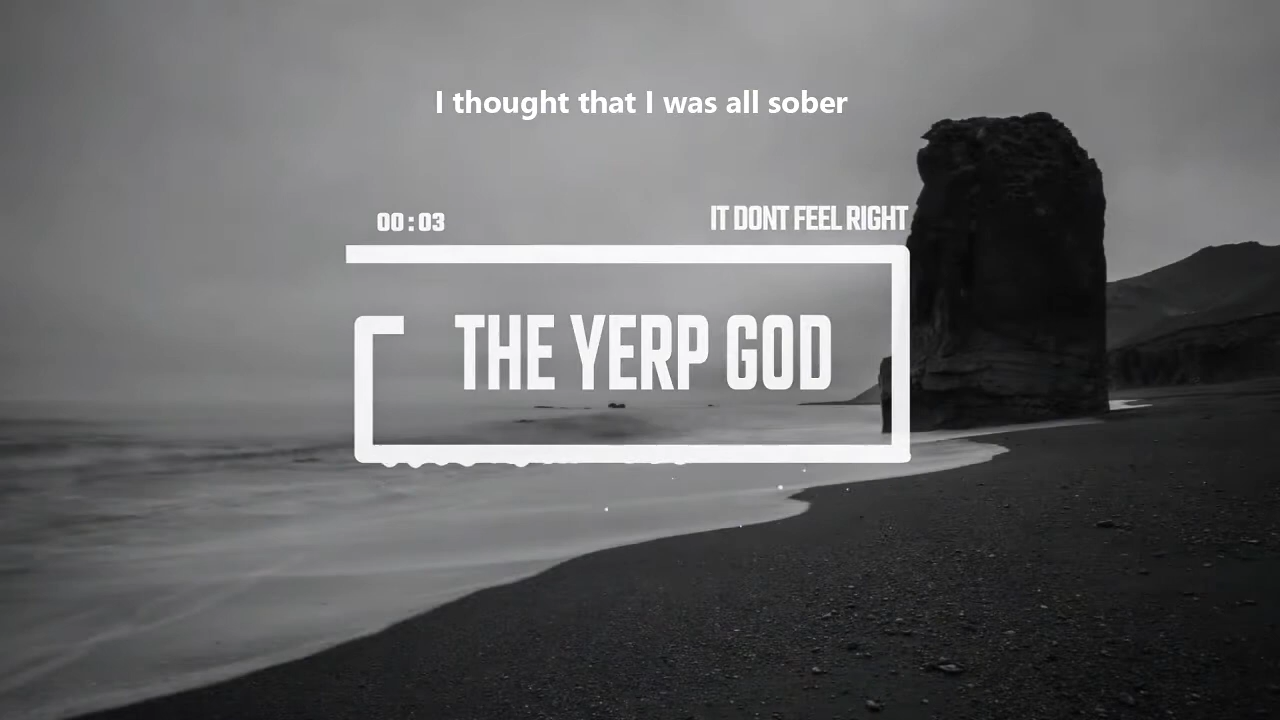 I thought that I was all sober
00:03
IT DONT FEEL RIGHT
THE YERP GOD